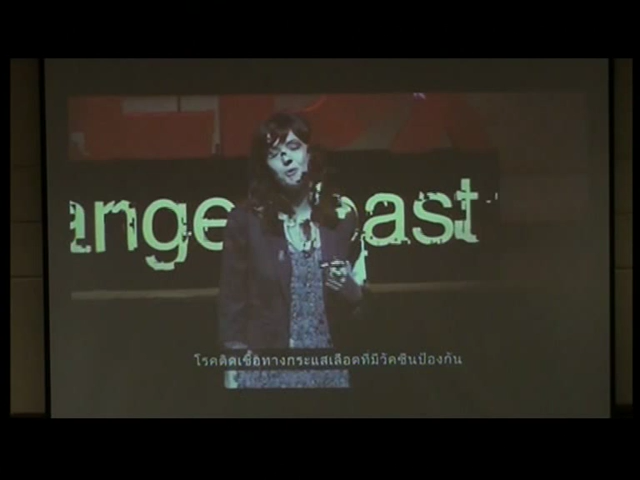 ange ast
โรคติดเชื้อทางกระแสเลือดที่มีวัคซีนป้องกัน